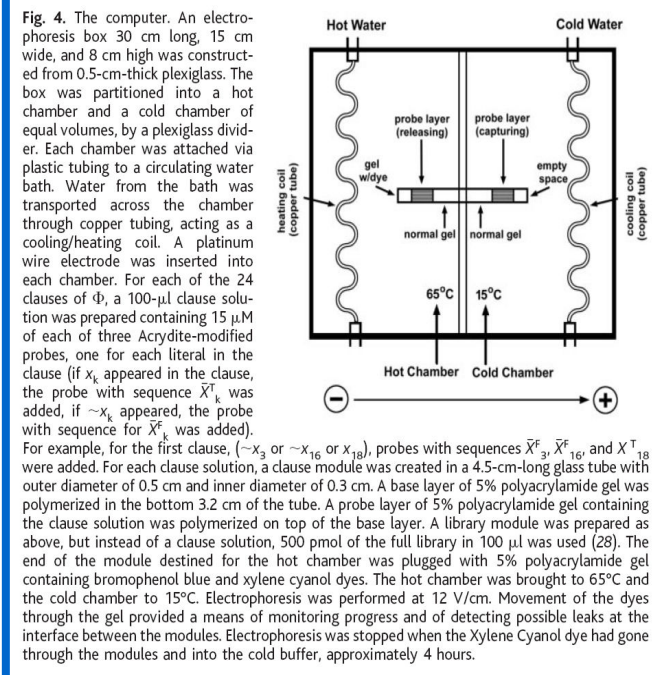 Fig. 4. The computer. An electro-
phoresis box 30 cm long, 15 cm
wide, and 8 cm high was construct-
ed from 0.5-cm-thick plexiglass. The
box was partitioned into a hot
chamber and a cold chamber of
equal volumes, by a plexiglass divid-
er. Each chamber was attached via
plastic tubing to a circulating water
bath. Water from the bath was
transported across the chamber
through copper tubing, acting as a
cooling/heating coil. A platinum
wire electrode was inserted into
each chamber. For each of the 24
clauses of Φ, a 100-μl clause solu-
tion was prepared containing 15 μM
of each of three Acrydite-modified
probes, one for each literal in the
clause (if xₖ appeared in the clause,
the probe with sequence X̄ᵀₖ was
added, if ~xₖ appeared, the probe
with sequence for X̄ᶠₖ was added).
For example, for the first clause, (~x₃ or ~x₁₆ or x₁₈), probes with sequences X̄ᶠ₃, X̄ᶠ₁₆, and Xᵀ₁₈
were added. For each clause solution, a clause module was created in a 4.5-cm-long glass tube with
outer diameter of 0.5 cm and inner diameter of 0.3 cm. A base layer of 5% polyacrylamide gel was
polymerized in the bottom 3.2 cm of the tube. A probe layer of 5% polyacrylamide gel containing
the clause solution was polymerized on top of the base layer. A library module was prepared as
above, but instead of a clause solution, 500 pmol of the full library in 100 μl was used (28). The
end of the module destined for the hot chamber was plugged with 5% polyacrylamide gel
containing bromophenol blue and xylene cyanol dyes. The hot chamber was brought to 65°C and
the cold chamber to 15°C. Electrophoresis was performed at 12 V/cm. Movement of the dyes
through the gel provided a means of monitoring progress and of detecting possible leaks at the
interface between the modules. Electrophoresis was stopped when the Xylene Cyanol dye had gone
through the modules and into the cold buffer, approximately 4 hours.
Hot Water
Cold Water
probe layer
(releasing)
probe layer
(capturing)
gel
w/dye
empty
space
heating coil
(copper tube)
cooling coil
(copper tube)
normal gel
normal gel
65°C
15°C
Hot Chamber
Cold Chamber
−
+